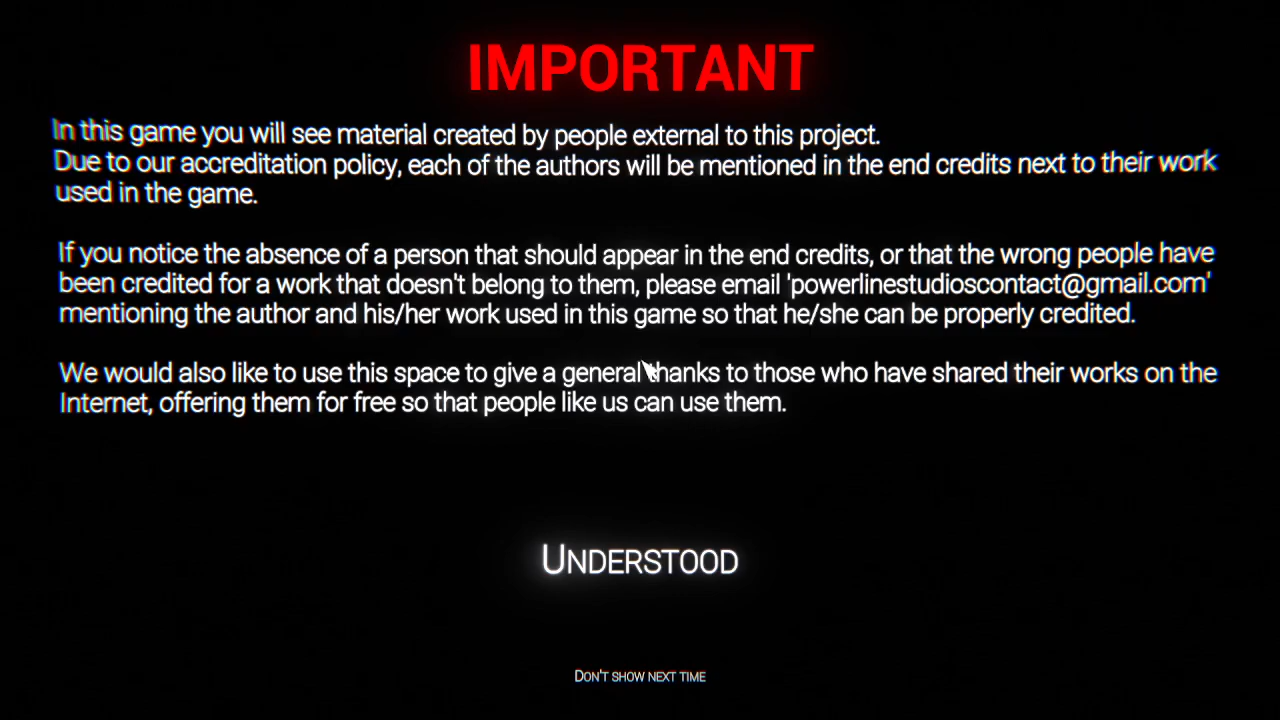 IMPORTANT
In this game you will see material created by people external to this project.
Due to our accreditation policy, each of the authors will be mentioned in the end credits next to their work
used in the game.
If you notice the absence of a person that should appear in the end credits, or that the wrong people have
been credited for a work that doesn't belong to them, please email 'powerlinestudioscontact@gmail.com'
mentioning the author and his/her work used in this game so that he/she can be properly credited.
We would also like to use this space to give a general thanks to those who have shared their works on the
Internet, offering them for free so that people like us can use them.
UNDERSTOOD
DON'T SHOW NEXT TIME